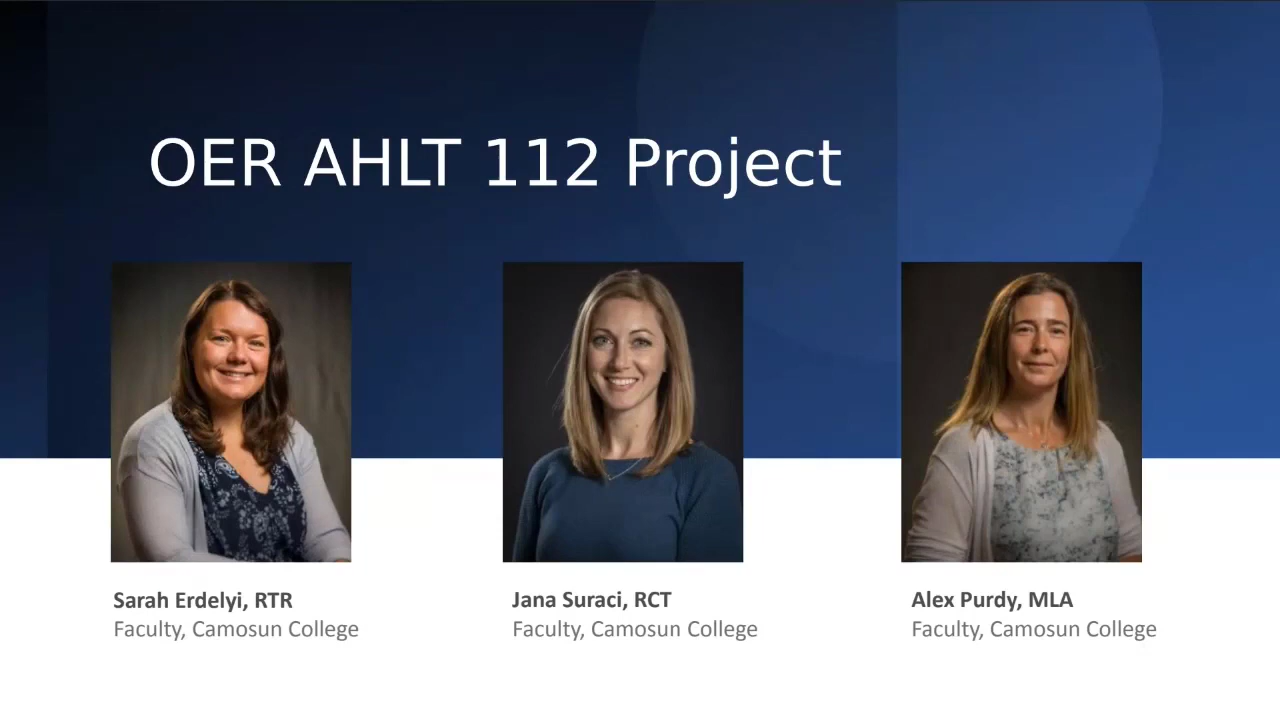 OER AHLT 112 Project
Sarah Erdelyi, RTR
Faculty, Camosun College
Jana Suraci, RCT
Faculty, Camosun College
Alex Purdy, MLA
Faculty, Camosun College